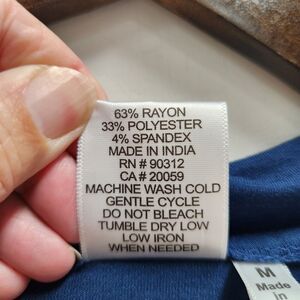 63% RAYON
33% POLYESTER
4% SPANDEX
MADE IN INDIA
RN # 90312
CA # 20059
MACHINE WASH COLD
GENTLE CYCLE
DO NOT BLEACH
TUMBLE DRY LOW
LOW IRON
WHEN NEEDED
M
Made
in